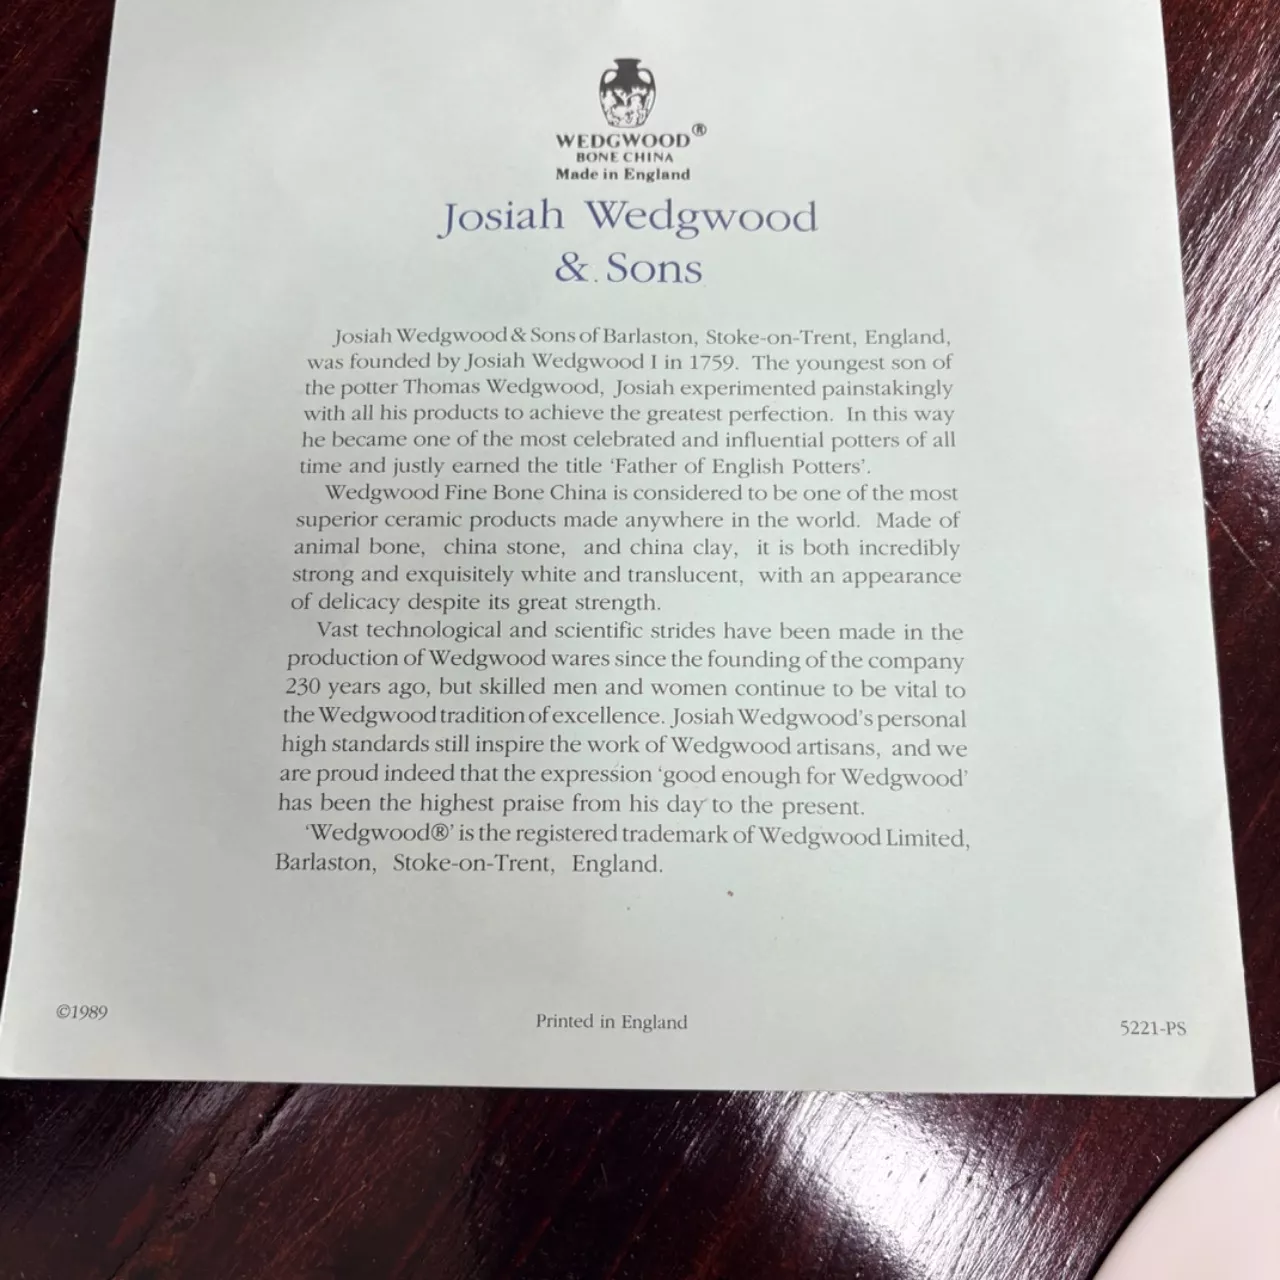 WEDGWOOD®
BONE CHINA
Made in England
Josiah Wedgwood
& Sons
Josiah Wedgwood & Sons of Barlaston, Stoke-on-Trent, England,
was founded by Josiah Wedgwood I in 1759. The youngest son of
the potter Thomas Wedgwood, Josiah experimented painstakingly
with all his products to achieve the greatest perfection. In this way
he became one of the most celebrated and influential potters of all
time and justly earned the title ‘Father of English Potters’.
Wedgwood Fine Bone China is considered to be one of the most
superior ceramic products made anywhere in the world. Made of
animal bone, china stone, and china clay, it is both incredibly
strong and exquisitely white and translucent, with an appearance
of delicacy despite its great strength.
Vast technological and scientific strides have been made in the
production of Wedgwood wares since the founding of the company
230 years ago, but skilled men and women continue to be vital to
the Wedgwood tradition of excellence. Josiah Wedgwood’s personal
high standards still inspire the work of Wedgwood artisans, and we
are proud indeed that the expression ‘good enough for Wedgwood’
has been the highest praise from his day to the present.
‘Wedgwood®’ is the registered trademark of Wedgwood Limited,
Barlaston, Stoke-on-Trent, England.
©1989
Printed in England
5221-PS